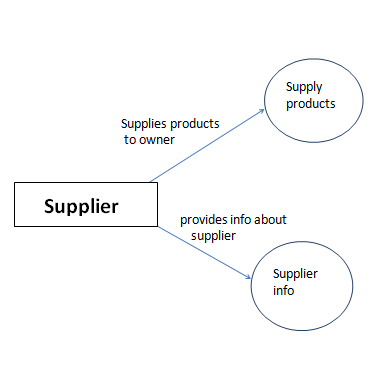 Supply
products
Supplies products
to owner
Supplier
provides info about
supplier
Supplier
info